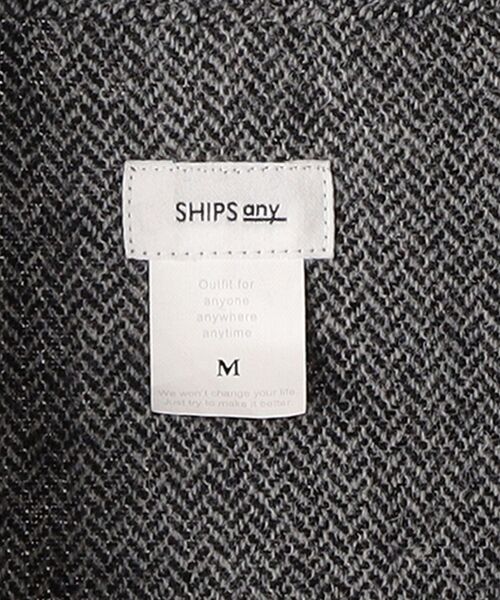 SHIPS any
Outfit for
anyone
anywhere
anytime
M
We won't change your life.
Just try to make it better.